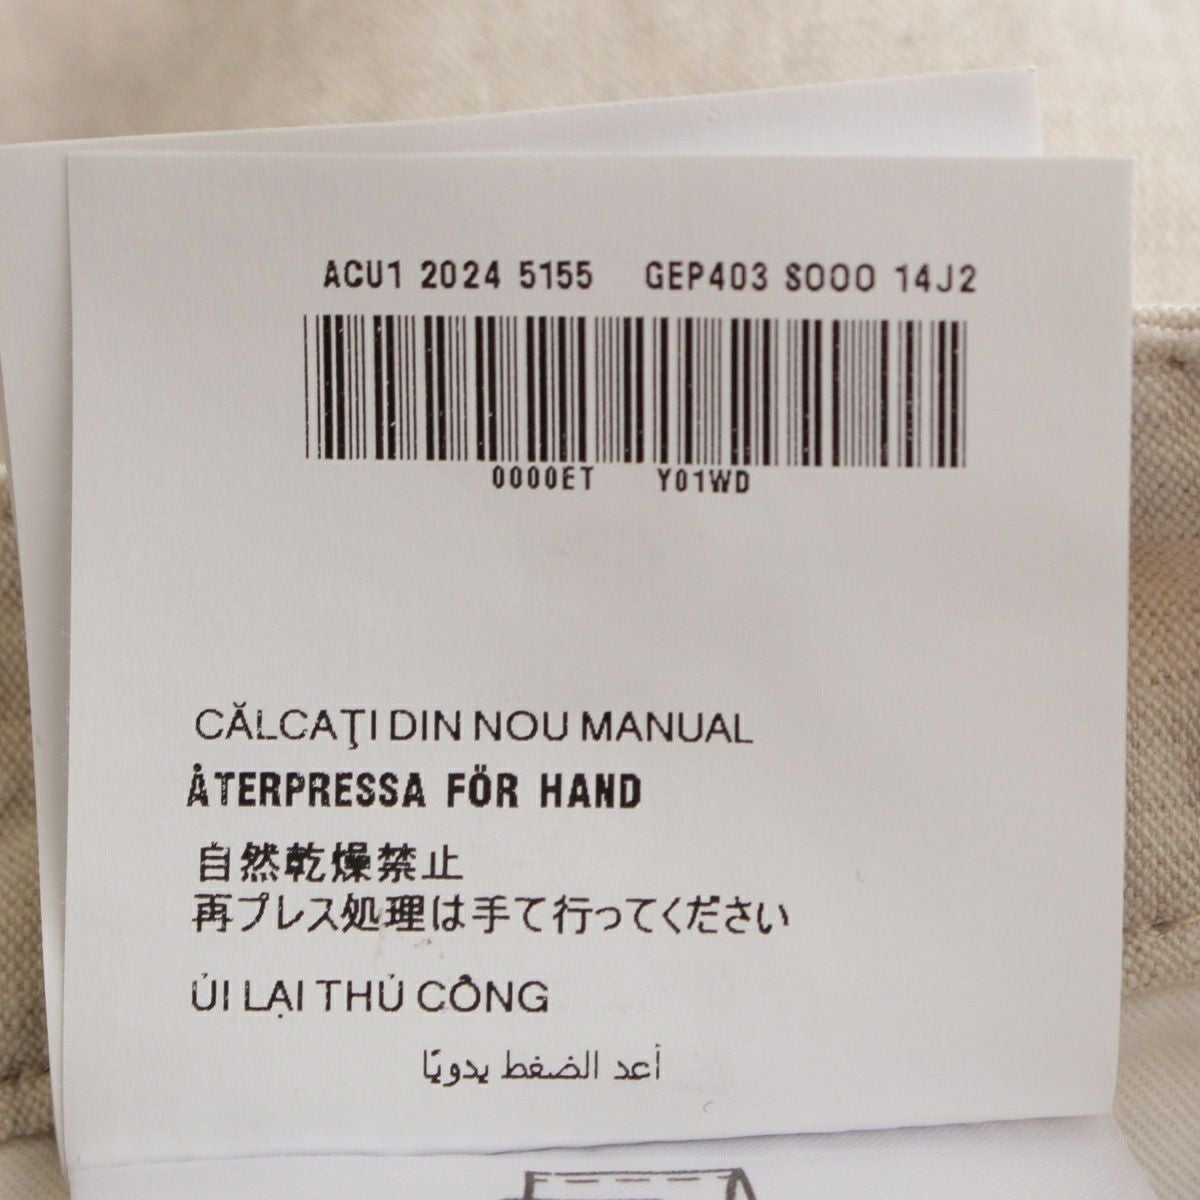 ACU1 2024 5155 GEP403 S000 14J2
0000ET Y01WD
CĂLCAŢI DIN NOU MANUAL
ÅTERPRESSA FÖR HAND
自然乾燥禁止
再プレス処理は手て行ってください
ỦI LẠI THỦ CÔNG
أعد الضغط يدويًا